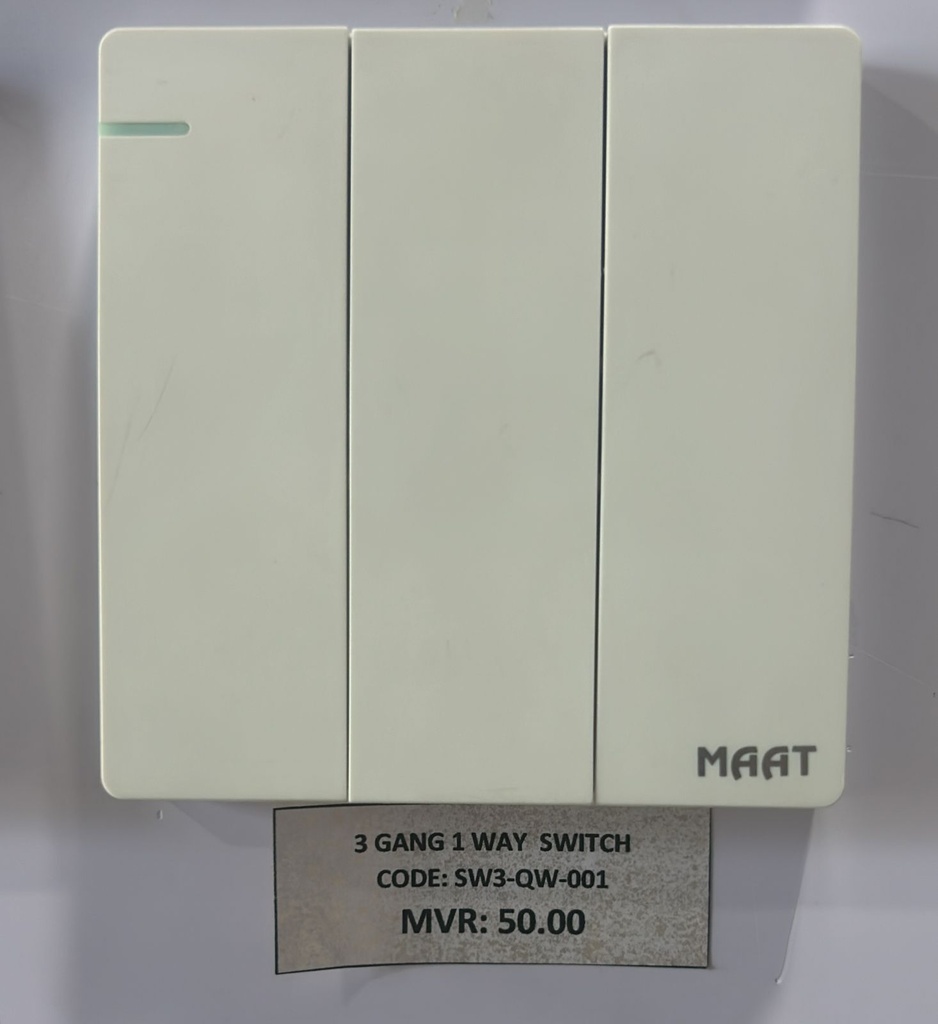 MAAT
3 GANG 1 WAY SWITCH
CODE: SW3-QW-001
MVR: 50.00